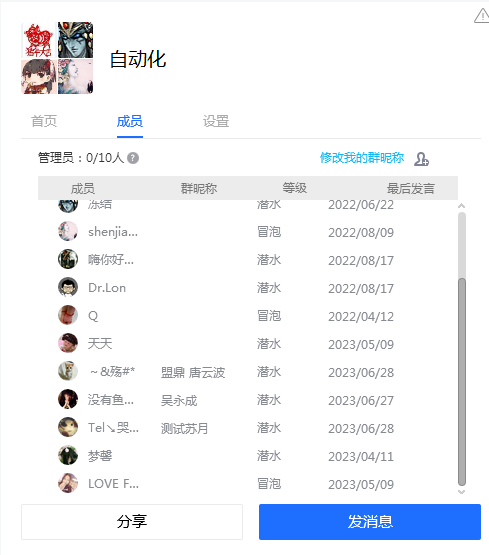 自动化
首页 成员 设置
管理员：0/10人 修改我的群昵称
成员 群昵称 等级 最后发言
冻结 潜水 2022/06/22
shenjia... 冒泡 2022/08/09
嗨你好... 潜水 2022/08/17
Dr.Lon 潜水 2022/08/17
Q 冒泡 2022/04/12
天天 潜水 2023/05/09
～&殇#* 盟鼎 唐云波 潜水 2023/06/28
没有鱼... 吴永成 潜水 2023/06/27
Tel↘哭... 测试苏月 潜水 2023/06/28
梦馨 潜水 2023/04/11
LOVE F... 冒泡 2023/05/09
分享 发消息